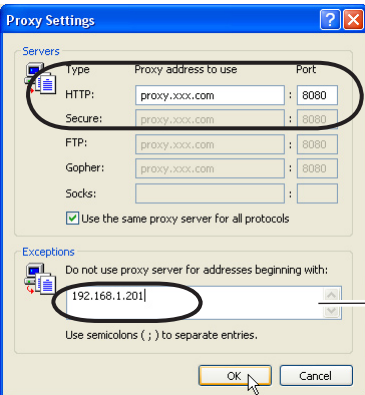 Proxy Settings
Servers
Type Proxy address to use Port
HTTP: proxy.xxx.com : 8080
Secure: proxy.xxx.com : 8080
FTP: proxy.xxx.com : 8080
Gopher: proxy.xxx.com : 8080
Socks: :
Use the same proxy server for all protocols
Exceptions
Do not use proxy server for addresses beginning with:
192.168.1.201
Use semicolons ( ; ) to separate entries.
OK Cancel